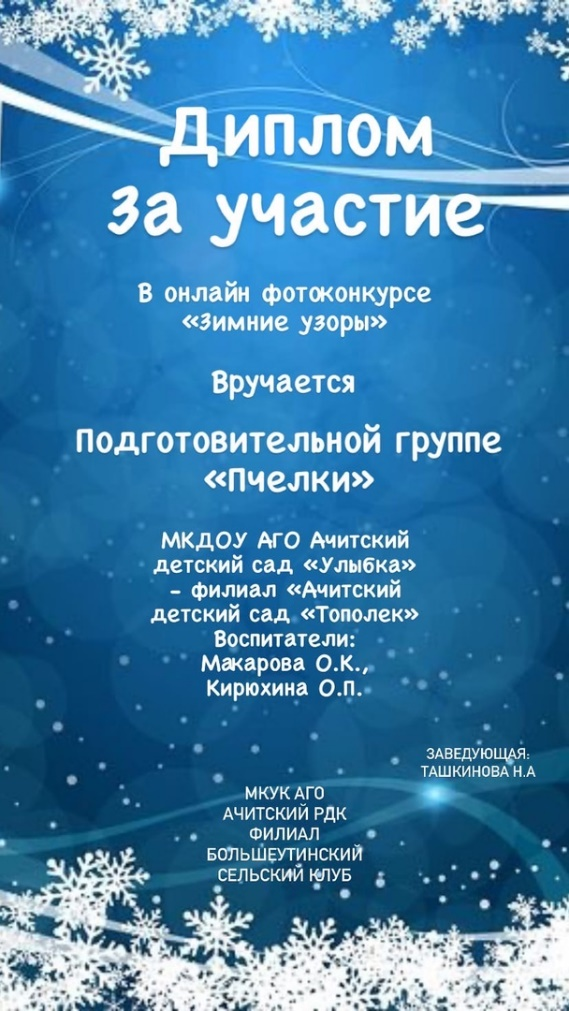 Диплом
за участие
В онлайн фотоконкурсе
«Зимние узоры»
Вручается
Подготовительной группе
«Пчелки»
МКДОУ АГО Ачитский
детский сад «Улыбка»
- филиал «Ачитский
детский сад «Тополек»
Воспитатели:
Макарова О.К.,
Кирюхина О.П.
ЗАВЕДУЮЩАЯ:
ТАШКИНОВА Н.А
МКУК АГО
АЧИТСКИЙ РДК
ФИЛИАЛ
БОЛЬШЕУТИНСКИЙ
СЕЛЬСКИЙ КЛУБ